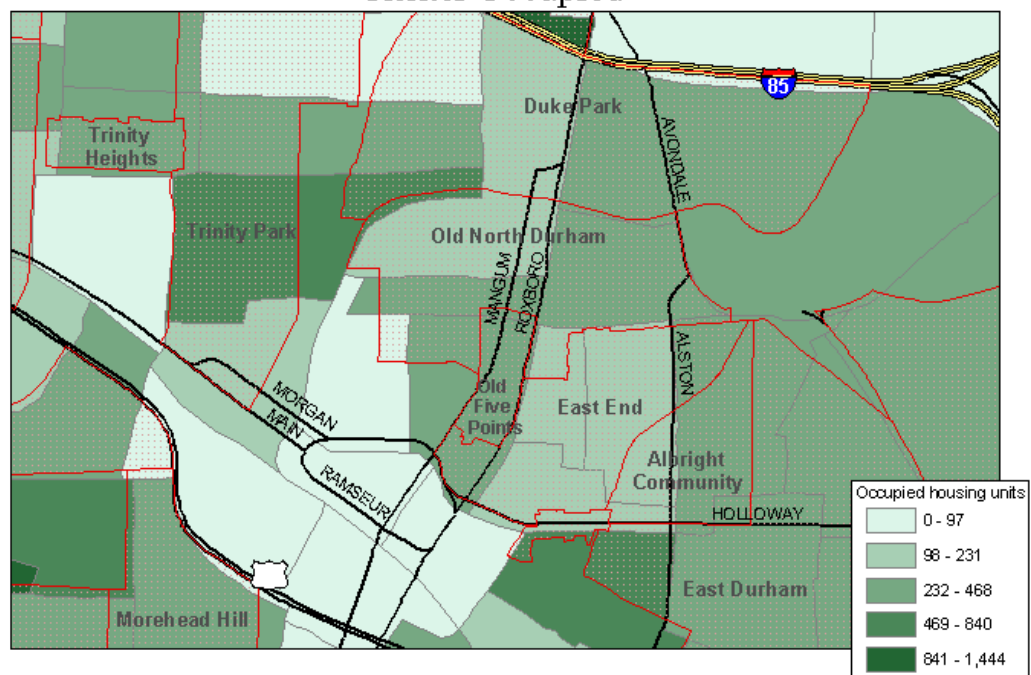 85
Duke Park
AVONDALE
Trinity
Heights
Trinity Park
Old North Durham
MANGUM
ROXBORO
ALSTON
Old
Five
Points
East End
MORGAN
MAIN
RAMSEUR
Albright
Community
HOLLOWAY
East Durham
Morehead Hill
Occupied housing units
0 - 97
98 - 231
232 - 468
469 - 840
841 - 1,444